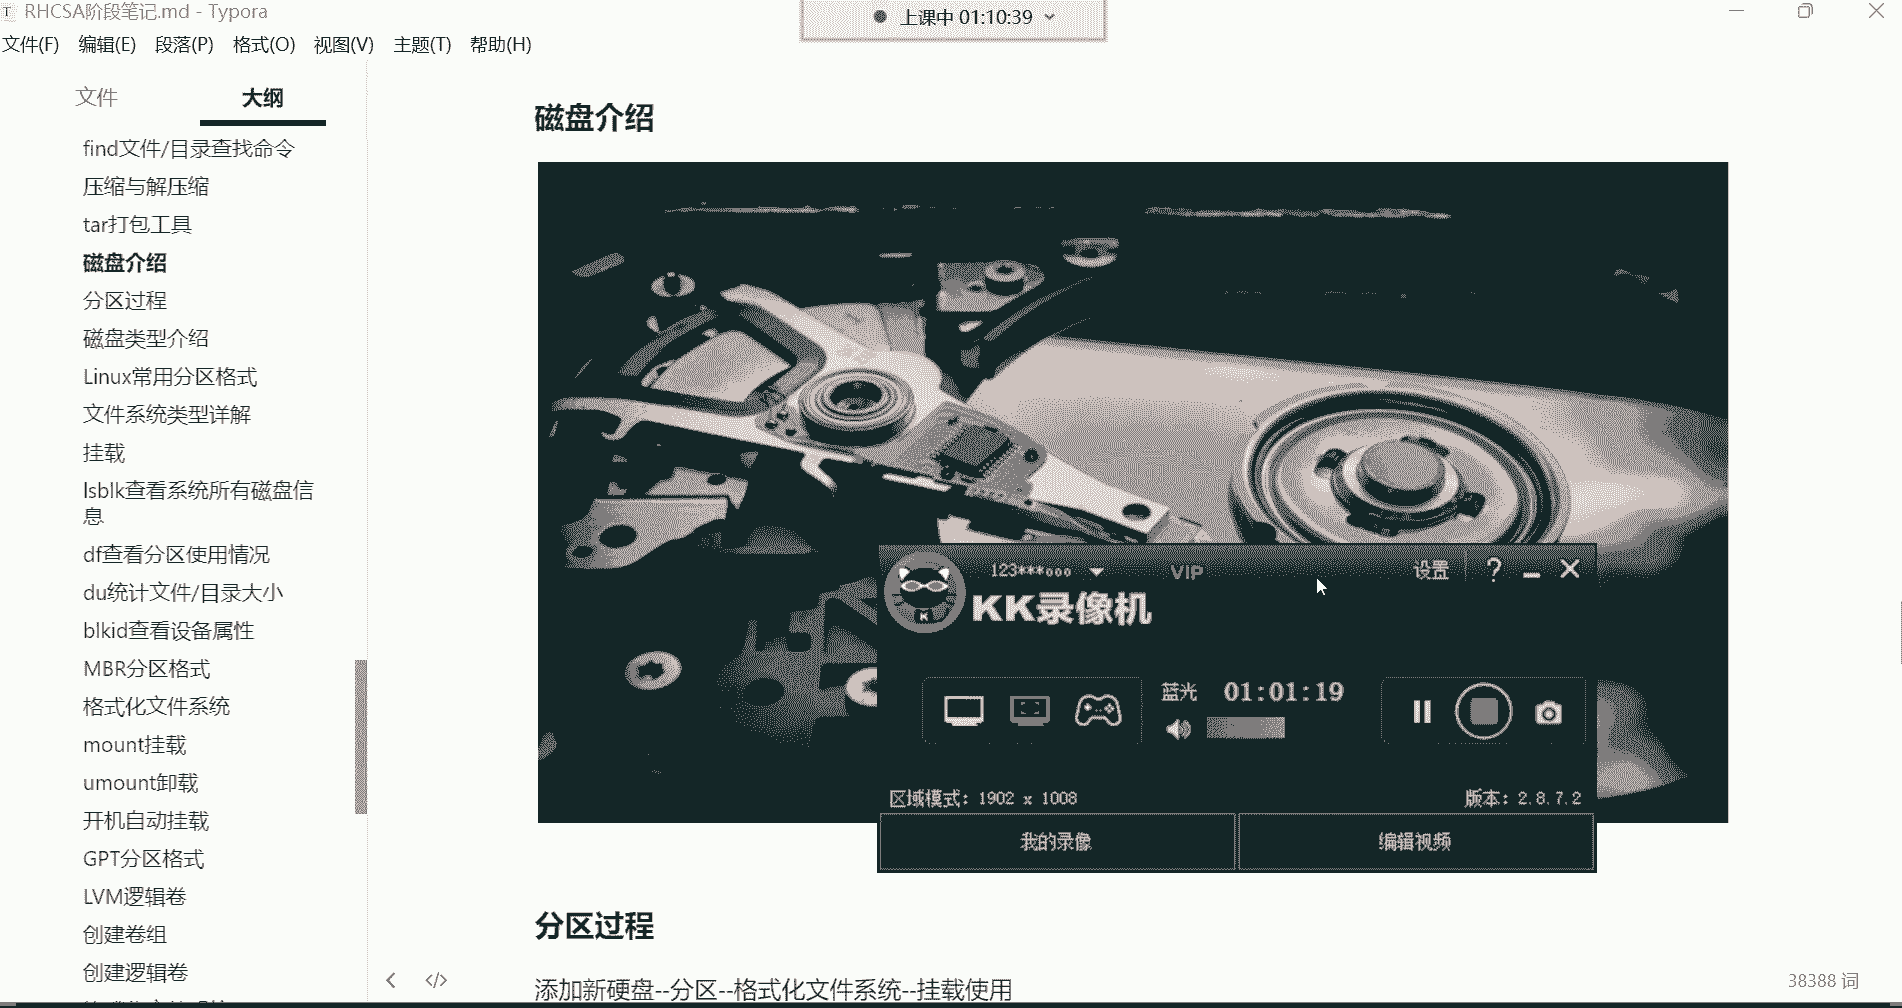 RHCSA阶段笔记.md - Typora
上课中 01:10:39
文件(F) 编辑(E) 段落(P) 格式(O) 视图(V) 主题(T) 帮助(H)
文件 大纲
find文件/目录查找命令
压缩与解压缩
tar打包工具
磁盘介绍
分区过程
磁盘类型介绍
Linux常用分区格式
文件系统类型详解
挂载
lsblk查看系统所有磁盘信
息
df查看分区使用情况
du统计文件/目录大小
blkid查看设备属性
MBR分区格式
格式化文件系统
mount挂载
umount卸载
开机自动挂载
GPT分区格式
LVM逻辑卷
创建卷组
创建逻辑卷
磁盘介绍
123***ooo VIP 设置 ?
KK录像机
蓝光 01:01:19
区域模式: 1902 x 1008 版本: 2.8.7.2
我的录像 编辑视频
分区过程
添加新硬盘--分区--格式化文件系统--挂载使用
38388 词